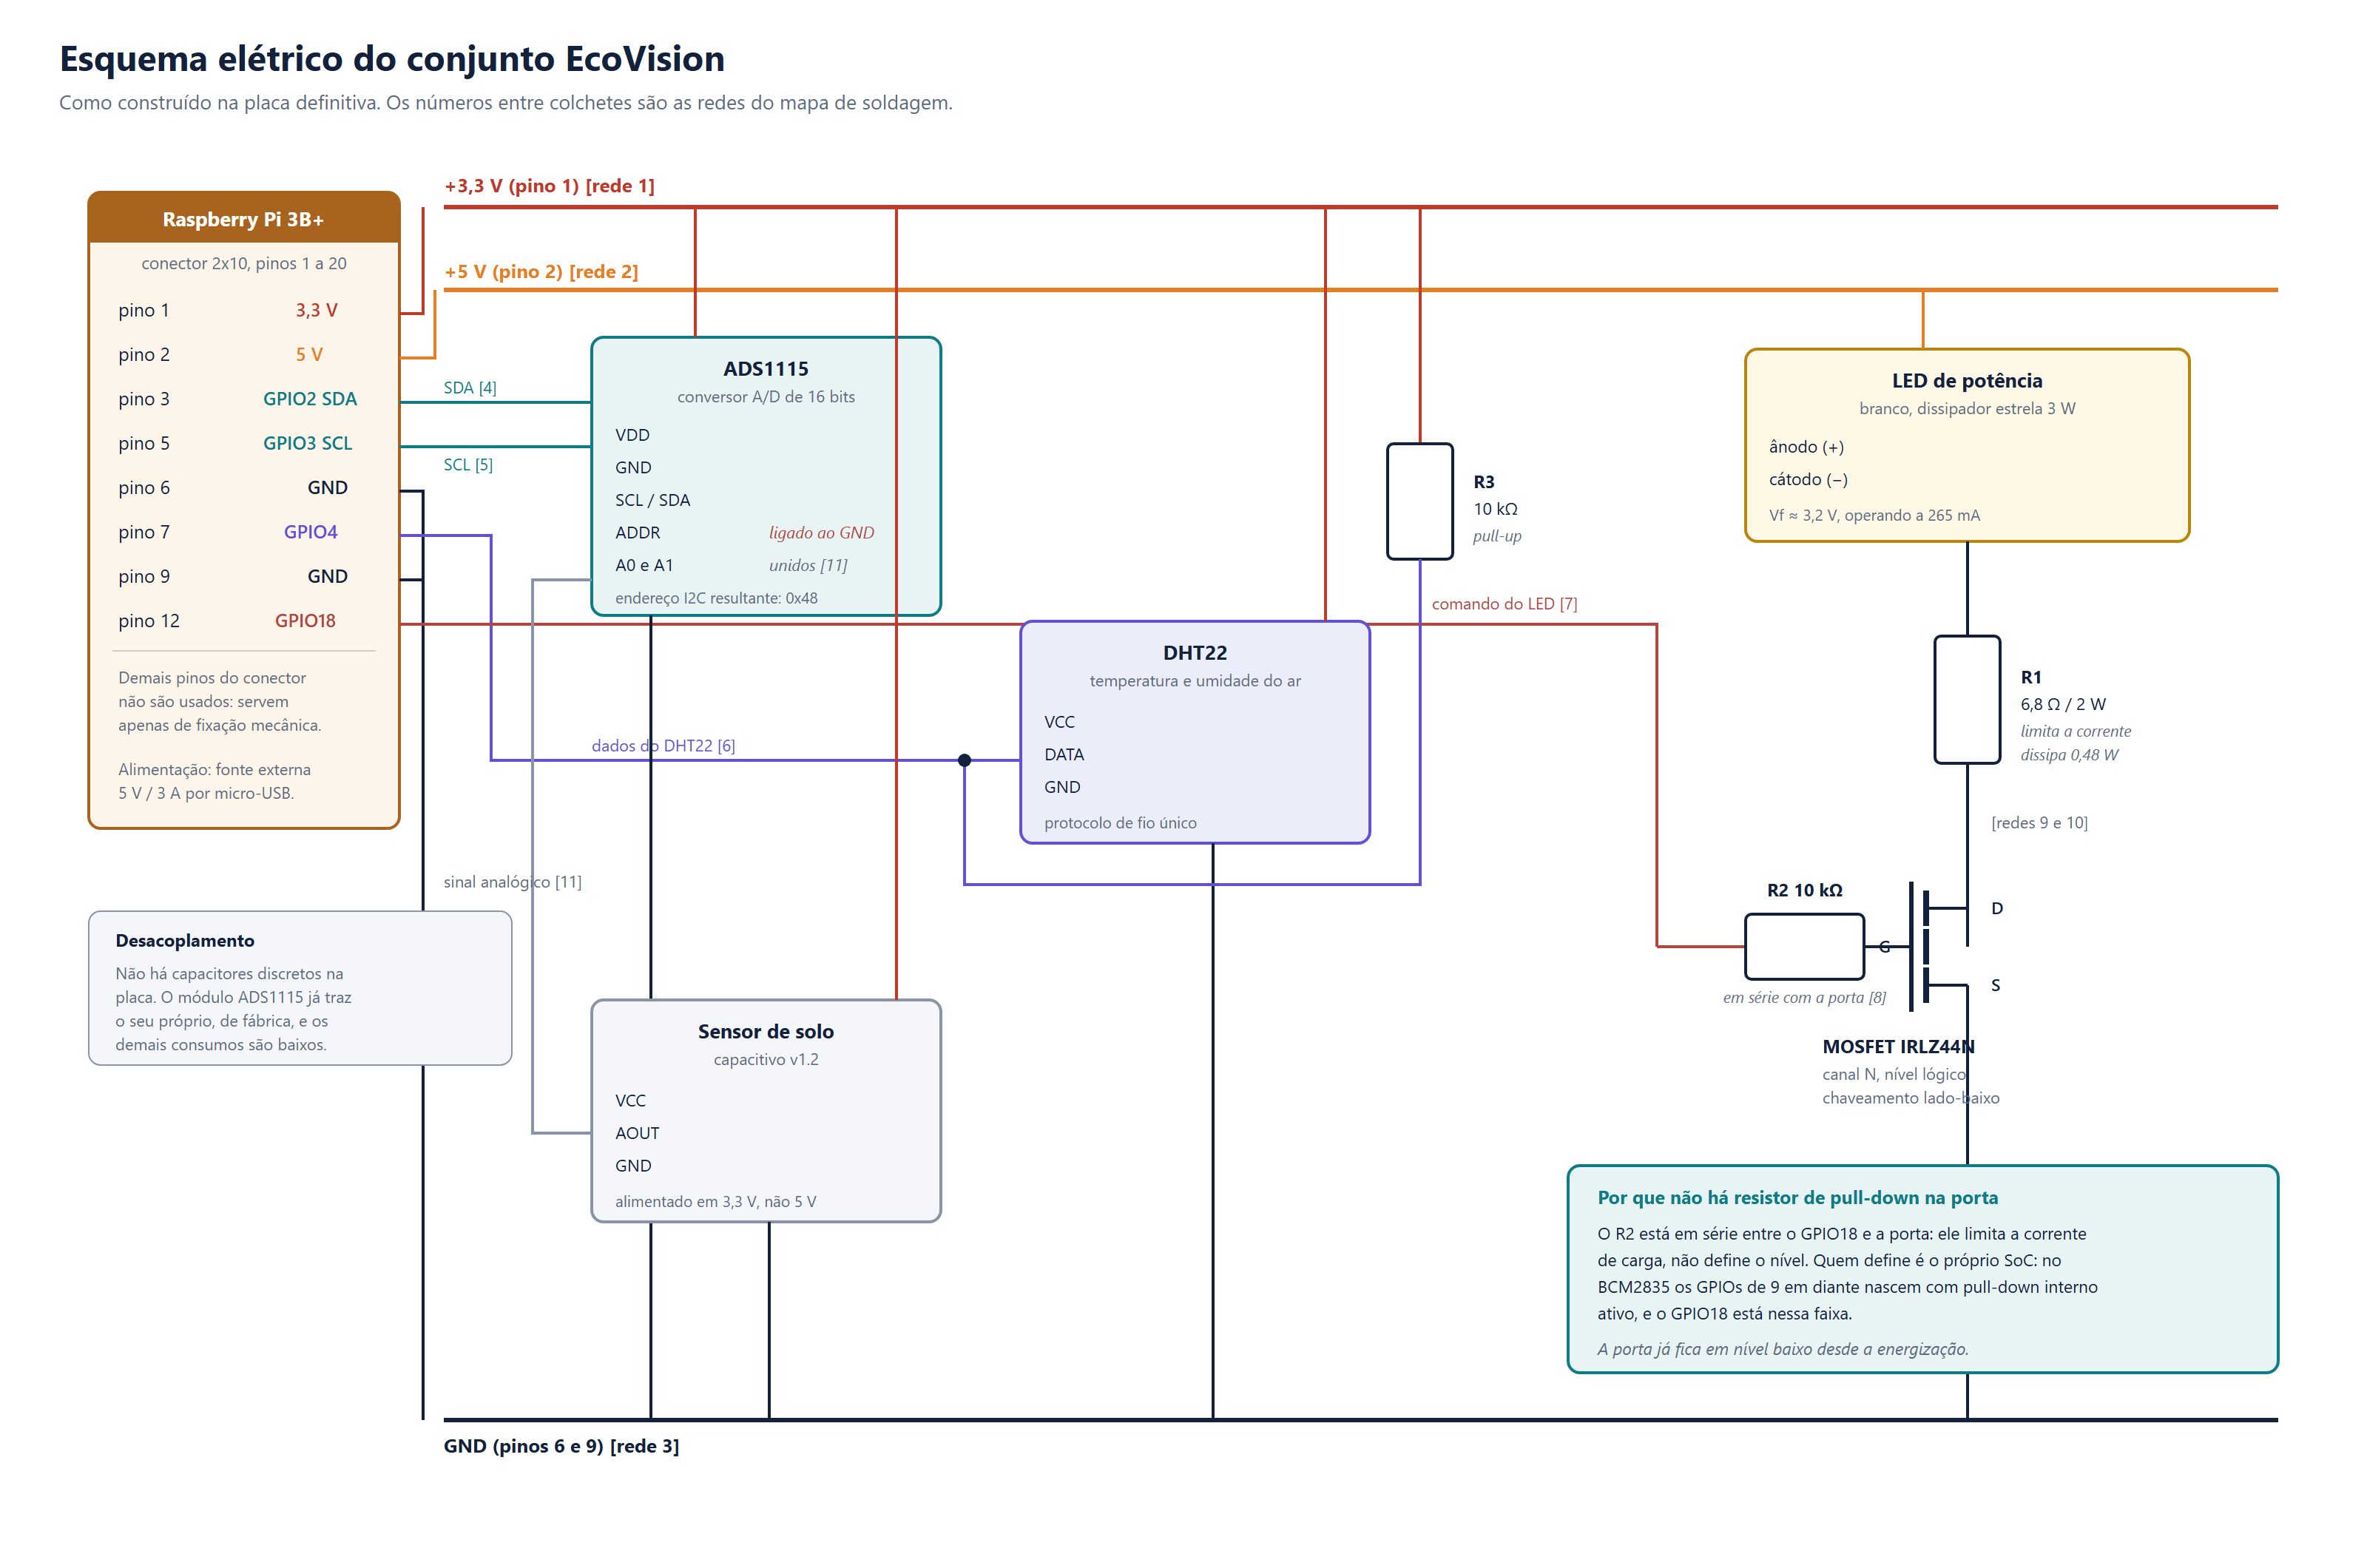 Esquema elétrico do conjunto EcoVision
Como construído na placa definitiva. Os números entre colchetes são as redes do mapa de soldagem.
+3,3 V (pino 1) [rede 1]
+5 V (pino 2) [rede 2]
Raspberry Pi 3B+
conector 2x10, pinos 1 a 20
pino 1 3,3 V
pino 2 5 V
pino 3 GPIO2 SDA
pino 5 GPIO3 SCL
pino 6 GND
pino 7 GPIO4
pino 9 GND
pino 12 GPIO18
Demais pinos do conector
não são usados: servem
apenas de fixação mecânica.
Alimentação: fonte externa
5 V / 3 A por micro-USB.
SDA [4]
SCL [5]
ADS1115
conversor A/D de 16 bits
VDD
GND
SCL / SDA
ADDR ligado ao GND
A0 e A1 unidos [11]
endereço I2C resultante: 0x48
R3
10 kΩ
pull-up
LED de potência
branco, dissipador estrela 3 W
ânodo (+)
cátodo (−)
Vf ≈ 3,2 V, operando a 265 mA
comando do LED [7]
DHT22
temperatura e umidade do ar
VCC
DATA
GND
protocolo de fio único
dados do DHT22 [6]
R1
6,8 Ω / 2 W
limita a corrente
dissipa 0,48 W
[redes 9 e 10]
sinal analógico [11]
Desacoplamento
Não há capacitores discretos na
placa. O módulo ADS1115 já traz
o seu próprio, de fábrica, e os
demais consumos são baixos.
R2 10 kΩ
D
G
S
em série com a porta [8]
MOSFET IRLZ44N
canal N, nível lógico
chaveamento lado-baixo
Sensor de solo
capacitivo v1.2
VCC
AOUT
GND
alimentado em 3,3 V, não 5 V
Por que não há resistor de pull-down na porta
O R2 está em série entre o GPIO18 e a porta: ele limita a corrente
de carga, não define o nível. Quem define é o próprio SoC: no
BCM2835 os GPIOs de 9 em diante nascem com pull-down interno
ativo, e o GPIO18 está nessa faixa.
A porta já fica em nível baixo desde a energização.
GND (pinos 6 e 9) [rede 3]